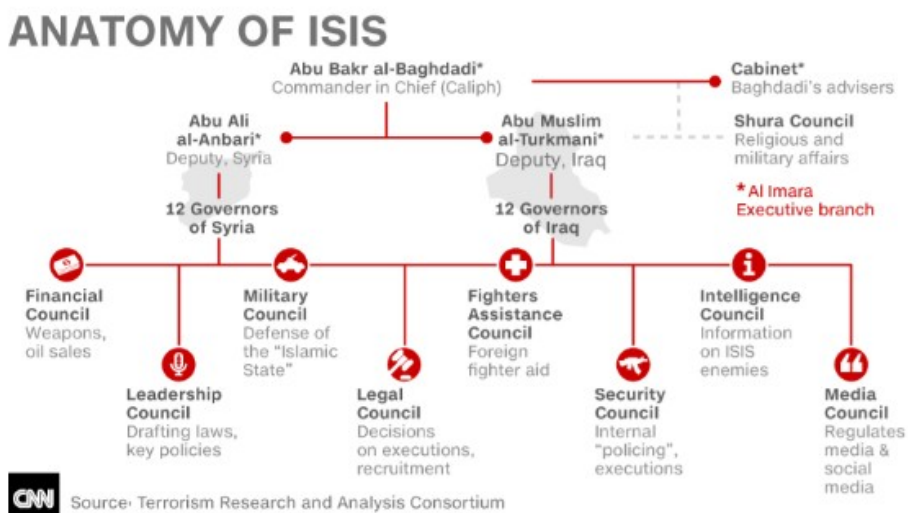 ANATOMY OF ISIS
Abu Bakr al-Baghdadi*
Commander in Chief (Caliph)
Cabinet*
Baghdadi's advisers
Abu Ali
al-Anbari*
Deputy, Syria
Abu Muslim
al-Turkmani*
Deputy, Iraq
Shura Council
Religious and
military affairs
* Al Imara
Executive branch
12 Governors
of Syria
12 Governors
of Iraq
Financial
Council
Weapons,
oil sales
Leadership
Council
Drafting laws,
key policies
Military
Council
Defense of
the "Islamic
State"
Legal
Council
Decisions
on executions,
recruitment
Fighters
Assistance
Council
Foreign
fighter aid
Security
Council
Internal
"policing",
executions
Intelligence
Council
Information
on ISIS
enemies
Media
Council
Regulates
media &
social
media
CNN
Source: Terrorism Research and Analysis Consortium